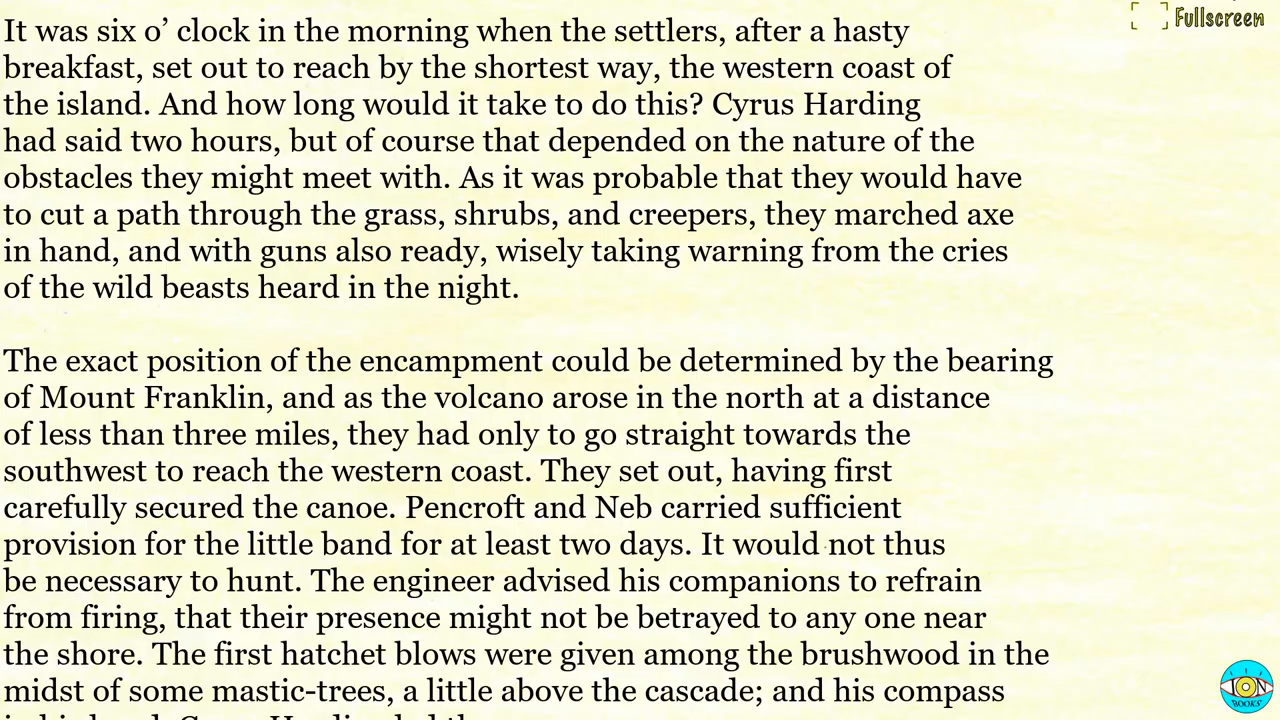 It was six o’ clock in the morning when the settlers, after a hasty
breakfast, set out to reach by the shortest way, the western coast of
the island. And how long would it take to do this? Cyrus Harding
had said two hours, but of course that depended on the nature of the
obstacles they might meet with. As it was probable that they would have
to cut a path through the grass, shrubs, and creepers, they marched axe
in hand, and with guns also ready, wisely taking warning from the cries
of the wild beasts heard in the night.
The exact position of the encampment could be determined by the bearing
of Mount Franklin, and as the volcano arose in the north at a distance
of less than three miles, they had only to go straight towards the
southwest to reach the western coast. They set out, having first
carefully secured the canoe. Pencroft and Neb carried sufficient
provision for the little band for at least two days. It would not thus
be necessary to hunt. The engineer advised his companions to refrain
from firing, that their presence might not be betrayed to any one near
the shore. The first hatchet blows were given among the brushwood in the
midst of some mastic-trees, a little above the cascade; and his compass
Fullscreen
ION
BOOKS